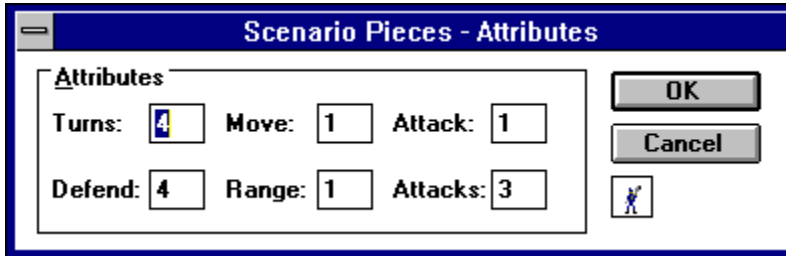 Scenario Pieces - Attributes
Attributes
Turns: 4 Move: 1 Attack: 1
OK
Cancel
Defend: 4 Range: 1 Attacks: 3